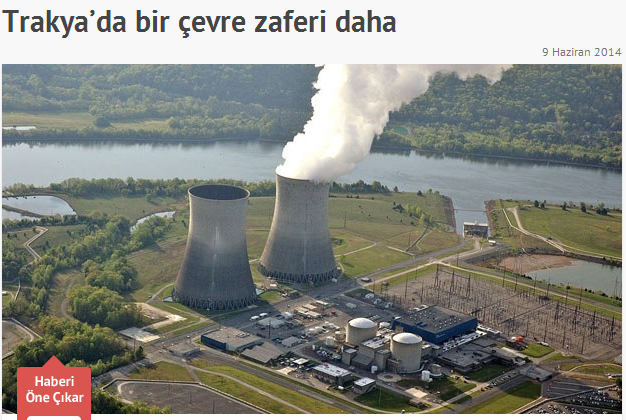 Trakya’da bir çevre zaferi daha
9 Haziran 2014
Haberi
Öne Çıkar